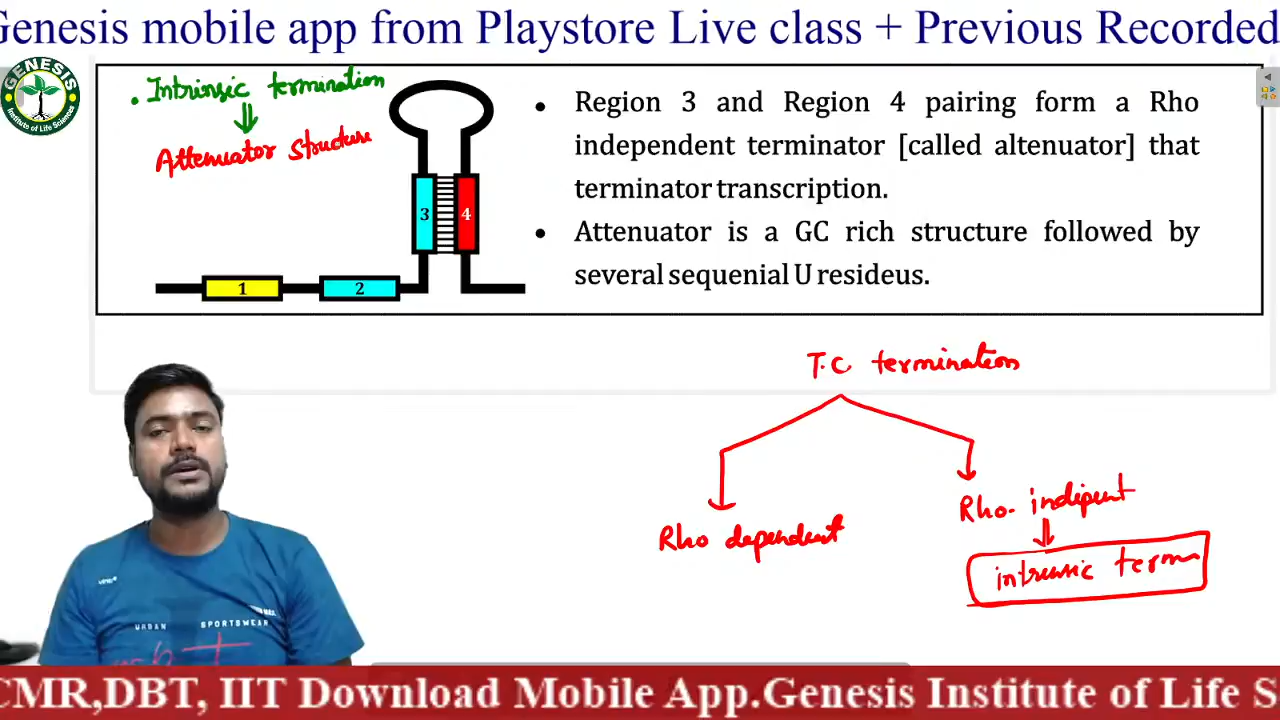 Genesis mobile app from Playstore Live class + Previous Recorded
GENESIS
Institute of Life Sciences
. Intrinsic termination
Attenuator structure
• Region 3 and Region 4 pairing form a Rho
independent terminator [called altenuator] that
terminator transcription.
• Attenuator is a GC rich structure followed by
several sequenial U resideus.
3 4
1 2
T.C termination
Rho dependent
Rho. indipent
intrinsic term
URBAN SPORTSWEAR
CMR,DBT, IIT Download Mobile App.Genesis Institute of Life S